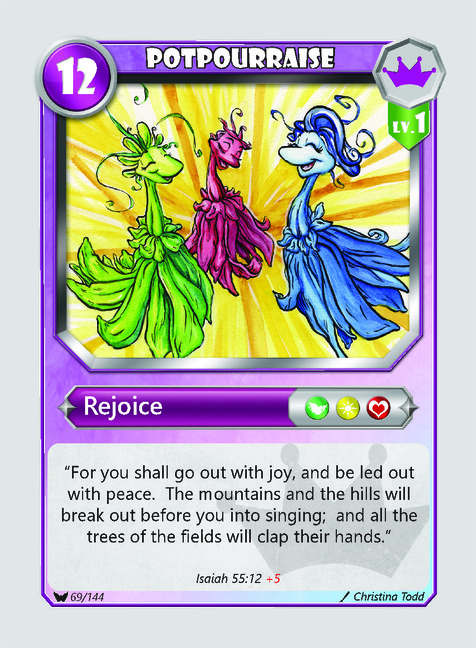 12
POTPOURRAISE
LV.1
Rejoice
“For you shall go out with joy, and be led out
with peace.  The mountains and the hills will
break out before you into singing;  and all the
trees of the fields will clap their hands.”
Isaiah 55:12 +5
69/144
Christina Todd